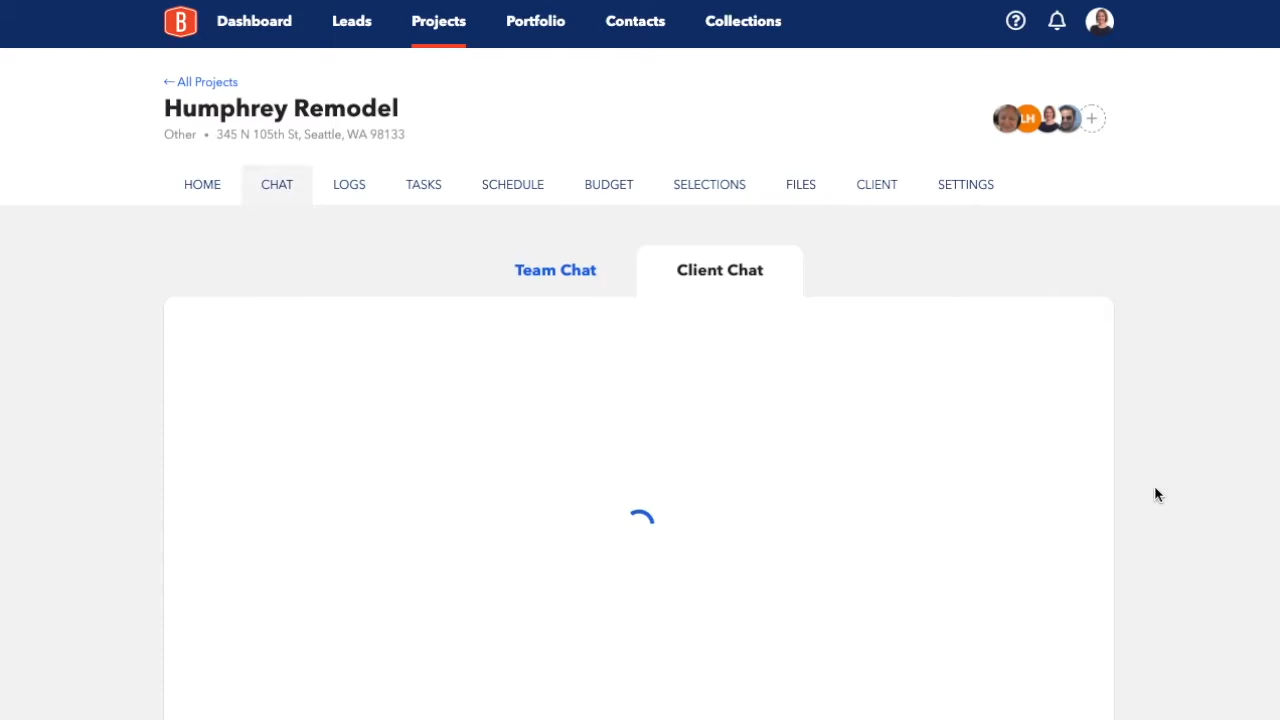 B Dashboard Leads Projects Portfolio Contacts Collections
← All Projects
Humphrey Remodel
LH +
Other • 345 N 105th St, Seattle, WA 98133
HOME CHAT LOGS TASKS SCHEDULE BUDGET SELECTIONS FILES CLIENT SETTINGS
Team Chat Client Chat